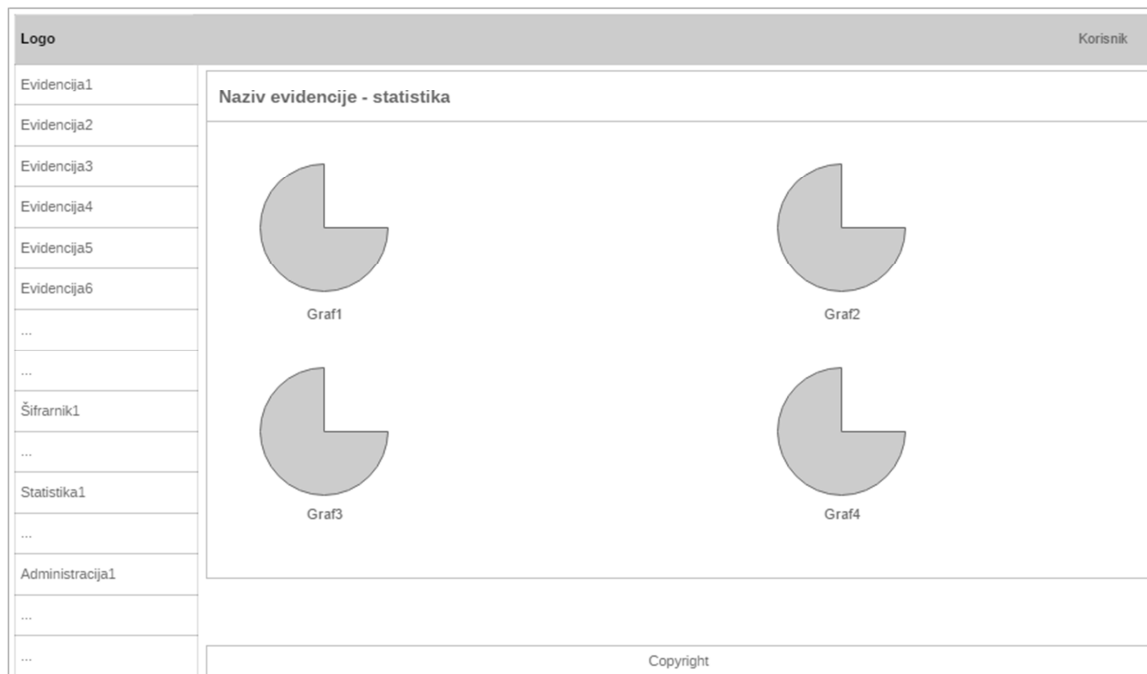 Logo
Korisnik
Evidencija1
Evidencija2
Evidencija3
Evidencija4
Evidencija5
Evidencija6
...
...
Šifrarnik1
...
Statistika1
...
Administracija1
...
...
Naziv evidencije - statistika
Graf1
Graf2
Graf3
Graf4
Copyright